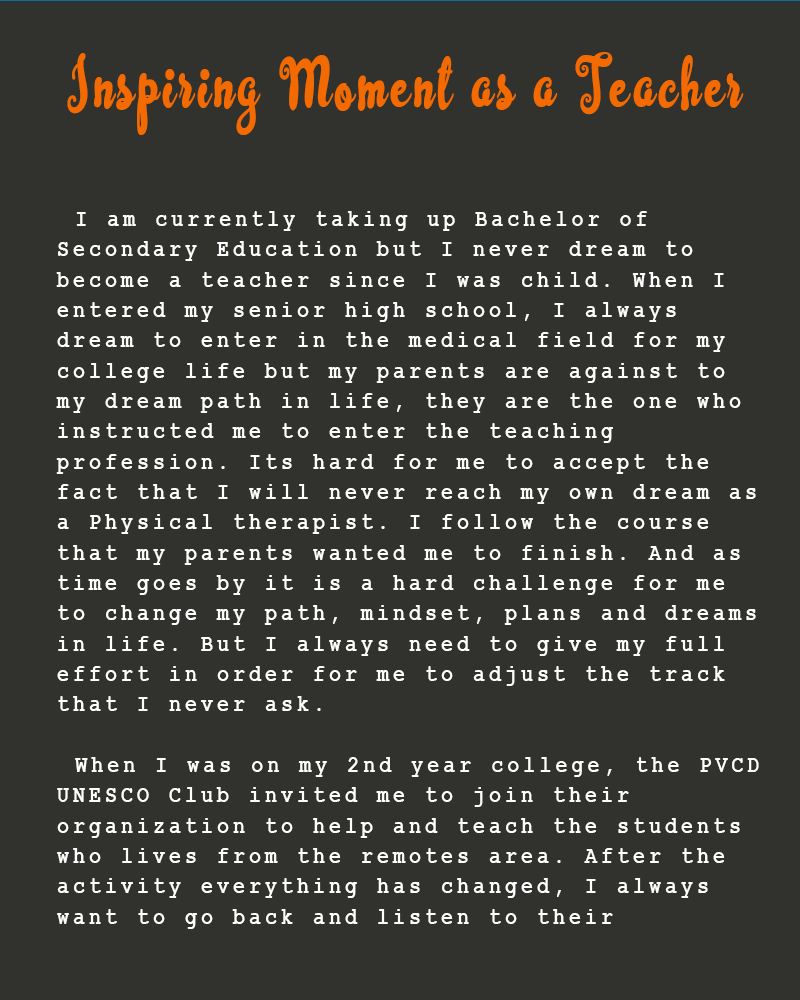 Inspiring Moment as a Teacher
I am currently taking up Bachelor of
Secondary Education but I never dream to
become a teacher since I was child. When I
entered my senior high school, I always
dream to enter in the medical field for my
college life but my parents are against to
my dream path in life, they are the one who
instructed me to enter the teaching
profession. Its hard for me to accept the
fact that I will never reach my own dream as
a Physical therapist. I follow the course
that my parents wanted me to finish. And as
time goes by it is a hard challenge for me
to change my path, mindset, plans and dreams
in life. But I always need to give my full
effort in order for me to adjust the track
that I never ask.
When I was on my 2nd year college, the PVCD
UNESCO Club invited me to join their
organization to help and teach the students
who lives from the remotes area. After the
activity everything has changed, I always
want to go back and listen to their